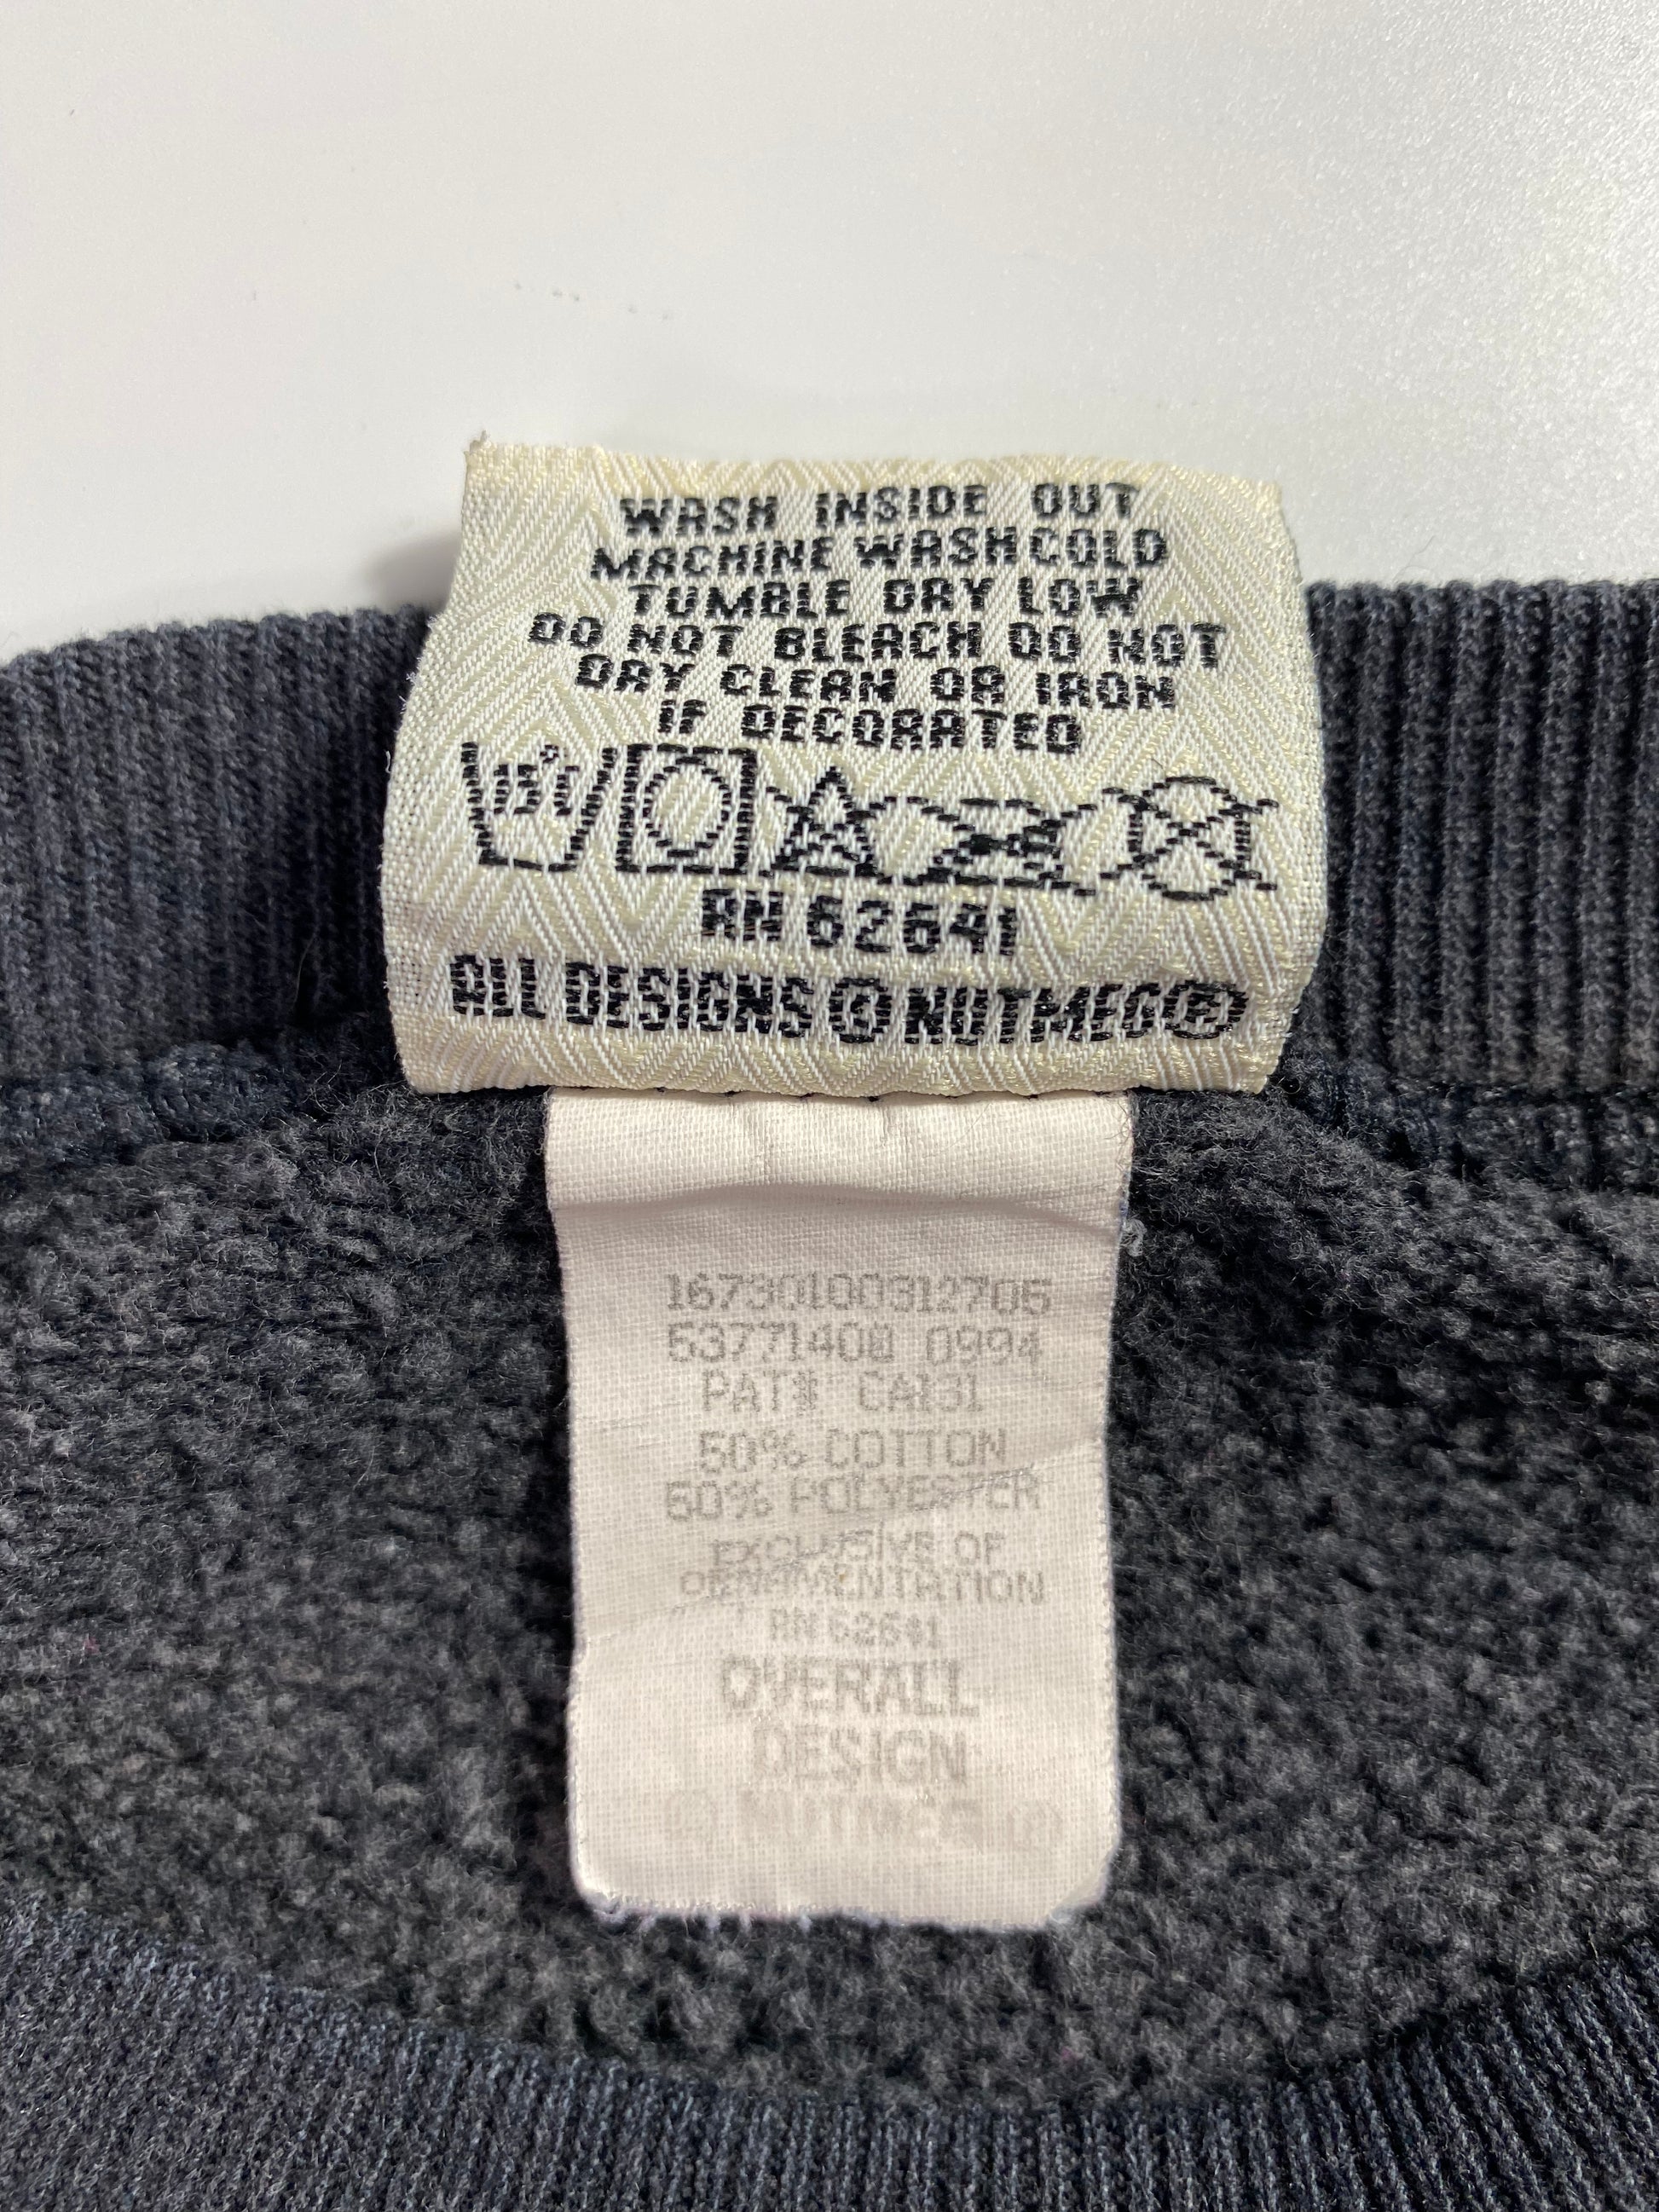 WASH INSIDE OUT
MACHINE WASH COLD
TUMBLE DRY LOW
DO NOT BLEACH DO NOT
DRY CLEAN OR IRON
IF DECORATED
RN 62641
ALL DESIGNS © NUTMEG ®
16730100312705
0994
PAT# CA131
50% COTTON
50% POLYESTER
EXCLUSIVE OF
ORNAMENTATION
RN 62641
OVERALL
DESIGN
© NUTMEG ®